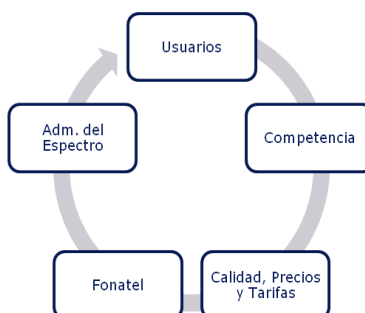 Usuarios
Competencia
Calidad, Precios
y Tarifas
Fonatel
Adm. del
Espectro